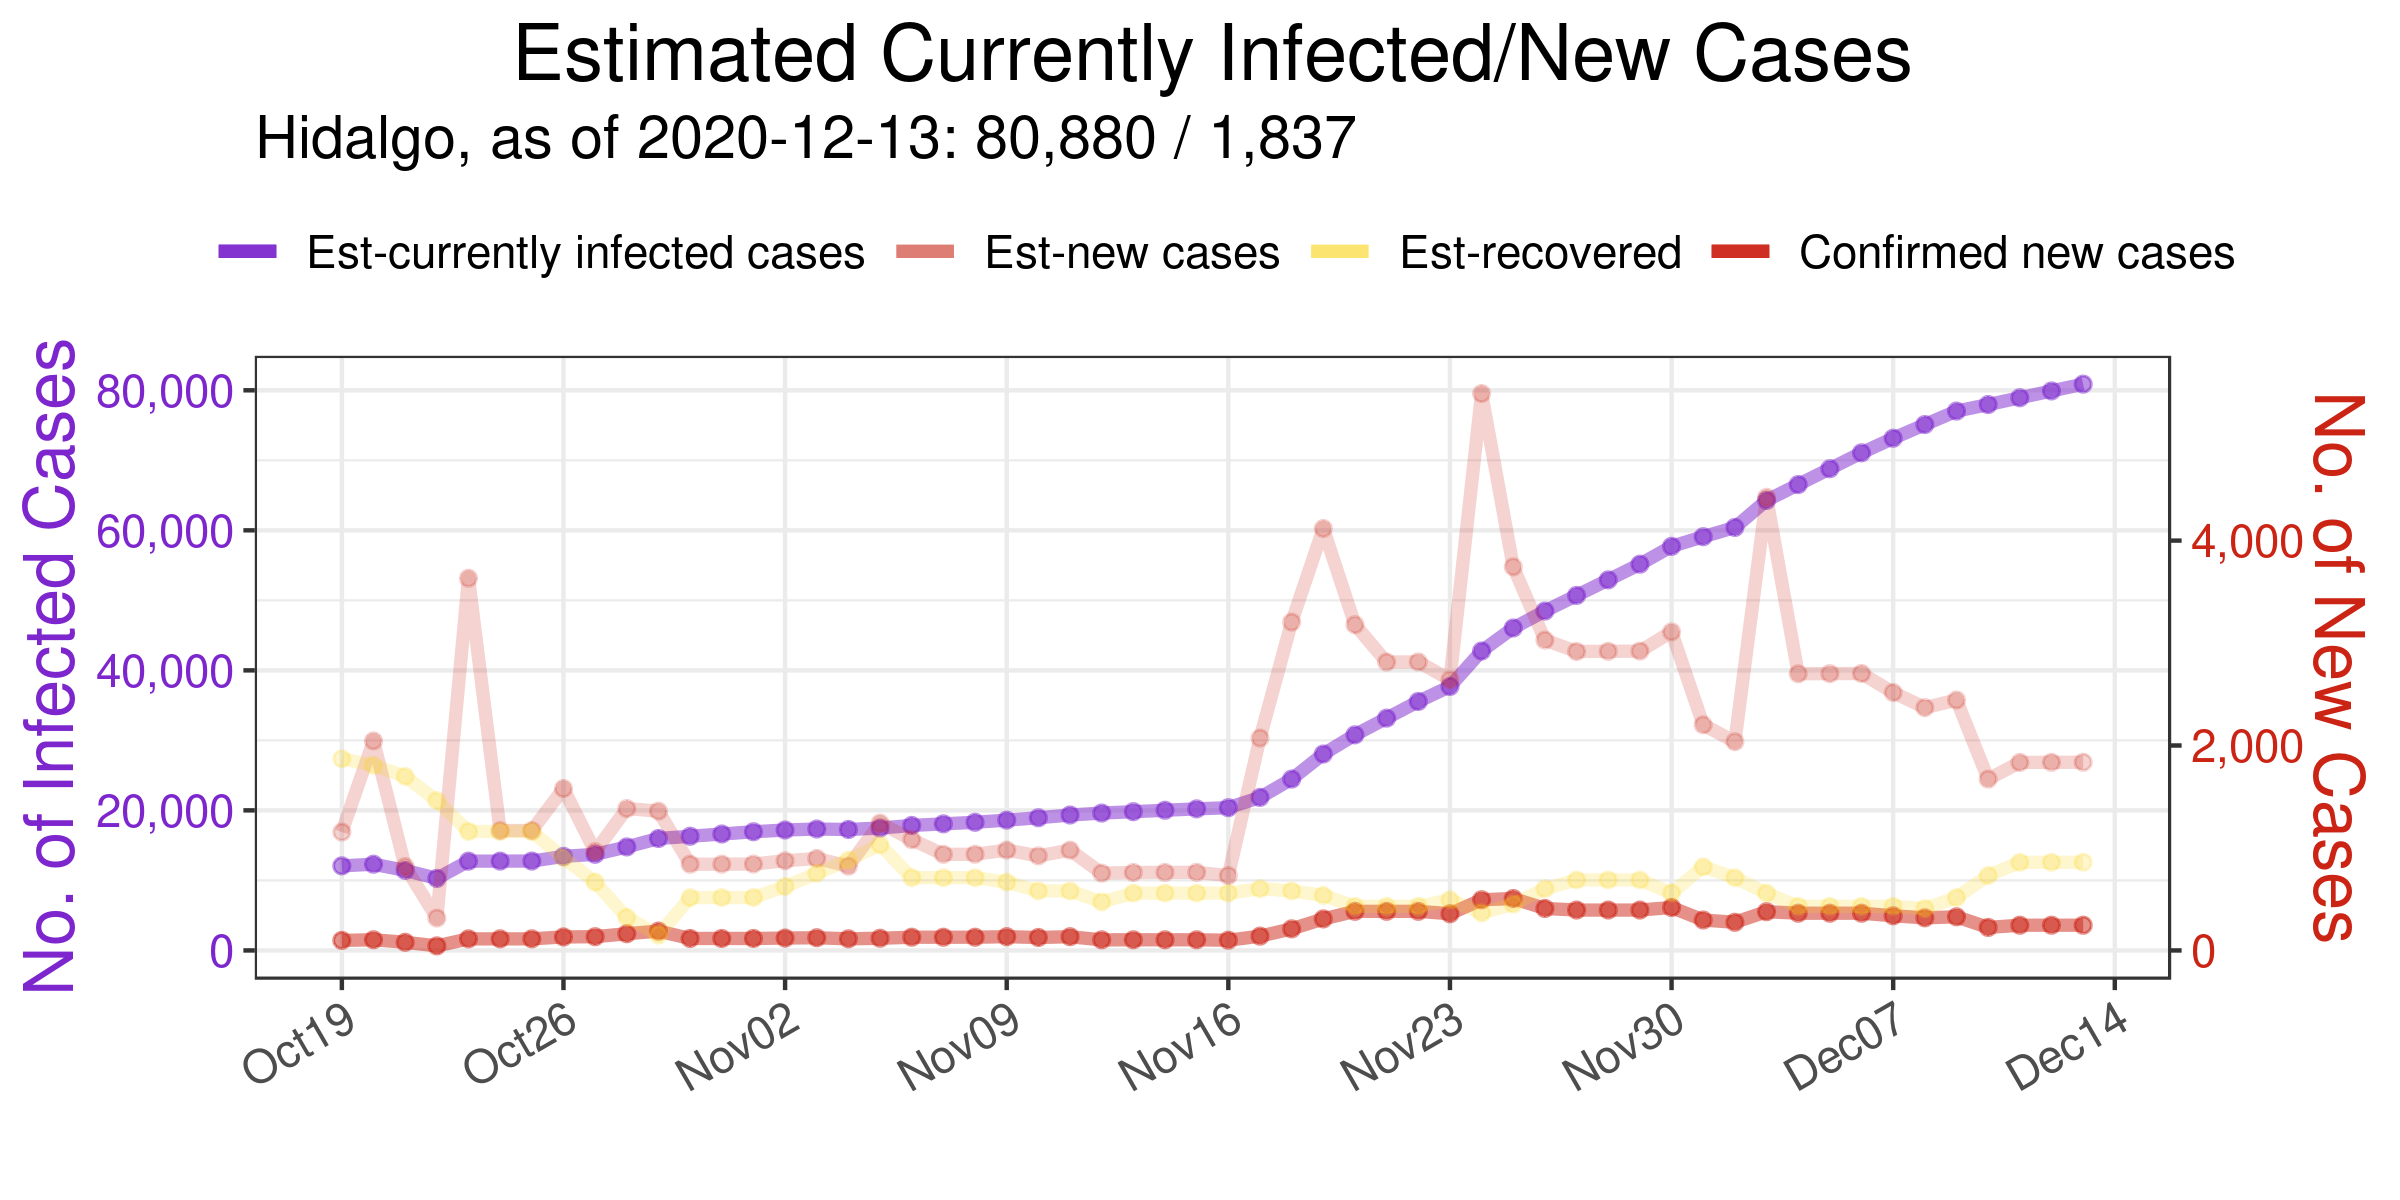 Estimated Currently Infected/New Cases
Hidalgo, as of 2020-12-13: 80,880 / 1,837
Est-currently infected cases Est-new cases Est-recovered Confirmed new cases
No. of Infected Cases
80,000
60,000
40,000
20,000
0
4,000
2,000
0
No. of New Cases
Oct19 Oct26 Nov02 Nov09 Nov16 Nov23 Nov30 Dec07 Dec14